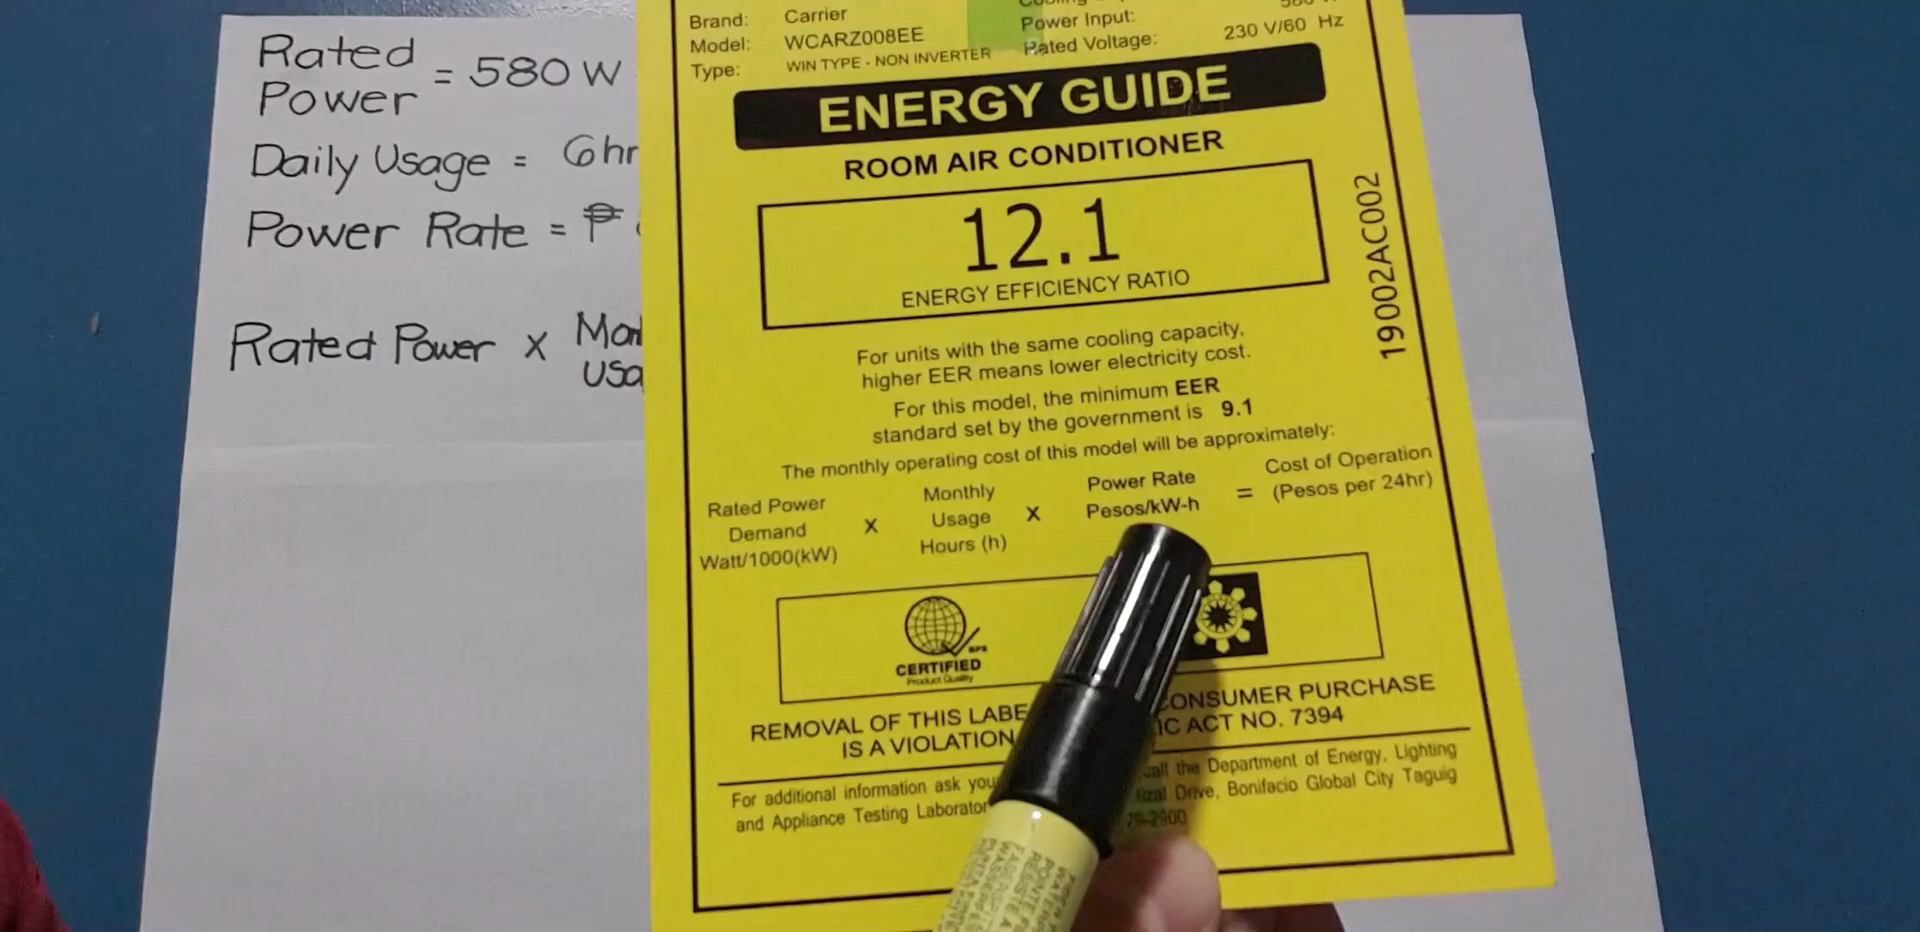 Rated
Power = 580 W
Daily Usage = 6hr
Power Rate = ₱
Rated Power x
Brand: Carrier
Model: WCARZ008EE
Type: WIN TYPE - NON INVERTER
Power Input:
Rated Voltage: 230 V/60 Hz
ENERGY GUIDE
ROOM AIR CONDITIONER
12.1
ENERGY EFFICIENCY RATIO
19002AC002
For units with the same cooling capacity,
higher EER means lower electricity cost.
For this model, the minimum EER
standard set by the government is 9.1
The monthly operating cost of this model will be approximately:
Rated Power
Demand
Watt/1000(kW)
x
Monthly
Usage
Hours (h)
x
Power Rate
Pesos/kW-h
=
Cost of Operation
(Pesos per 24hr)
CERTIFIED
Product Quality
REMOVAL OF THIS LABE CONSUMER PURCHASE
IS A VIOLATION IC ACT NO. 7394
For additional information ask you call the Department of Energy, Lighting
and Appliance Testing Laborator Drive, Bonifacio Global City Taguig
79-2900